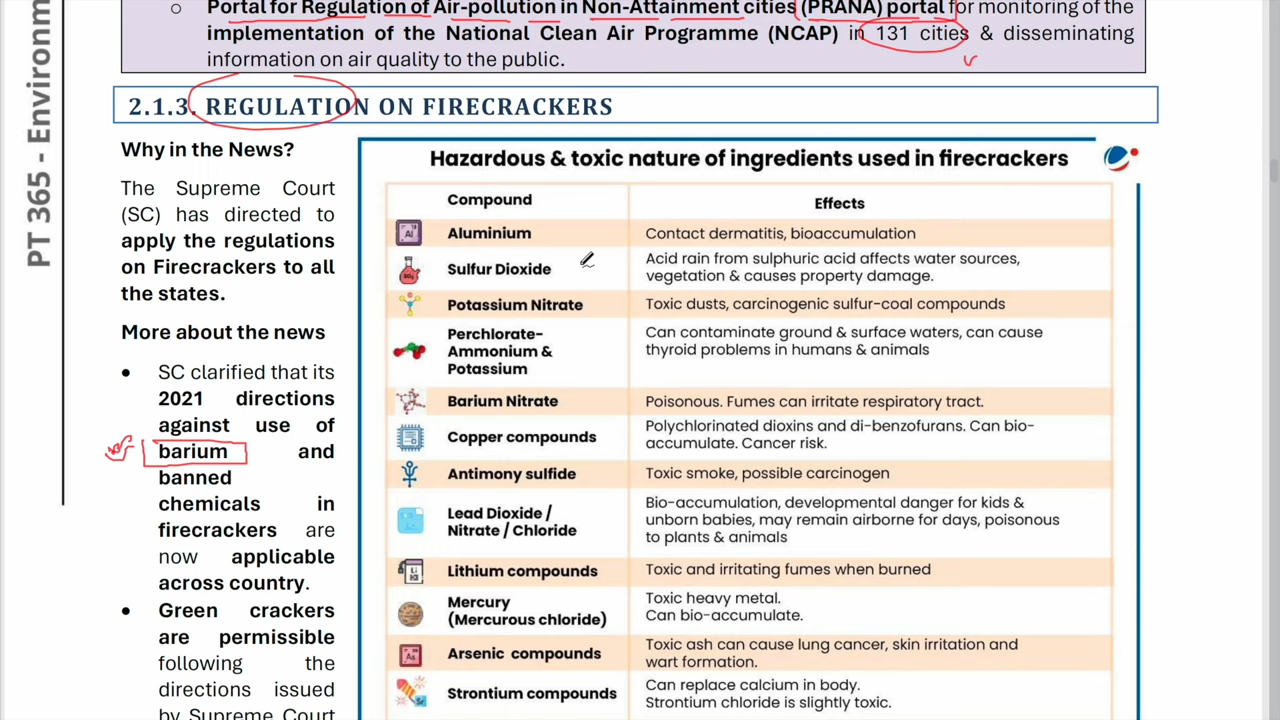 PT 365 - Environm
○ Portal for Regulation of Air-pollution in Non-Attainment cities (PRANA) portal for monitoring of the
implementation of the National Clean Air Programme (NCAP) in 131 cities & disseminating
information on air quality to the public.
2.1.3. REGULATION ON FIRECRACKERS
Why in the News?
The Supreme Court
(SC) has directed to
apply the regulations
on Firecrackers to all
the states.
More about the news
• SC clarified that its
2021 directions
against use of
barium and
banned
chemicals in
firecrackers are
now applicable
across country.
• Green crackers
are permissible
following the
directions issued
by Supreme Court
Hazardous & toxic nature of ingredients used in firecrackers
Compound Effects
Al Aluminium Contact dermatitis, bioaccumulation
Sulfur Dioxide Acid rain from sulphuric acid affects water sources,
vegetation & causes property damage.
Potassium Nitrate Toxic dusts, carcinogenic sulfur-coal compounds
Perchlorate- Can contaminate ground & surface waters, can cause
Ammonium & thyroid problems in humans & animals
Potassium
Barium Nitrate Poisonous. Fumes can irritate respiratory tract.
Copper compounds Polychlorinated dioxins and di-benzofurans. Can bio-
accumulate. Cancer risk.
Antimony sulfide Toxic smoke, possible carcinogen
Lead Dioxide / Bio-accumulation, developmental danger for kids &
Nitrate / Chloride unborn babies, may remain airborne for days, poisonous
to plants & animals
Lithium compounds Toxic and irritating fumes when burned
Mercury Toxic heavy metal.
(Mercurous chloride) Can bio-accumulate.
As Arsenic compounds Toxic ash can cause lung cancer, skin irritation and
wart formation.
Sr Strontium compounds Can replace calcium in body.
Strontium chloride is slightly toxic.